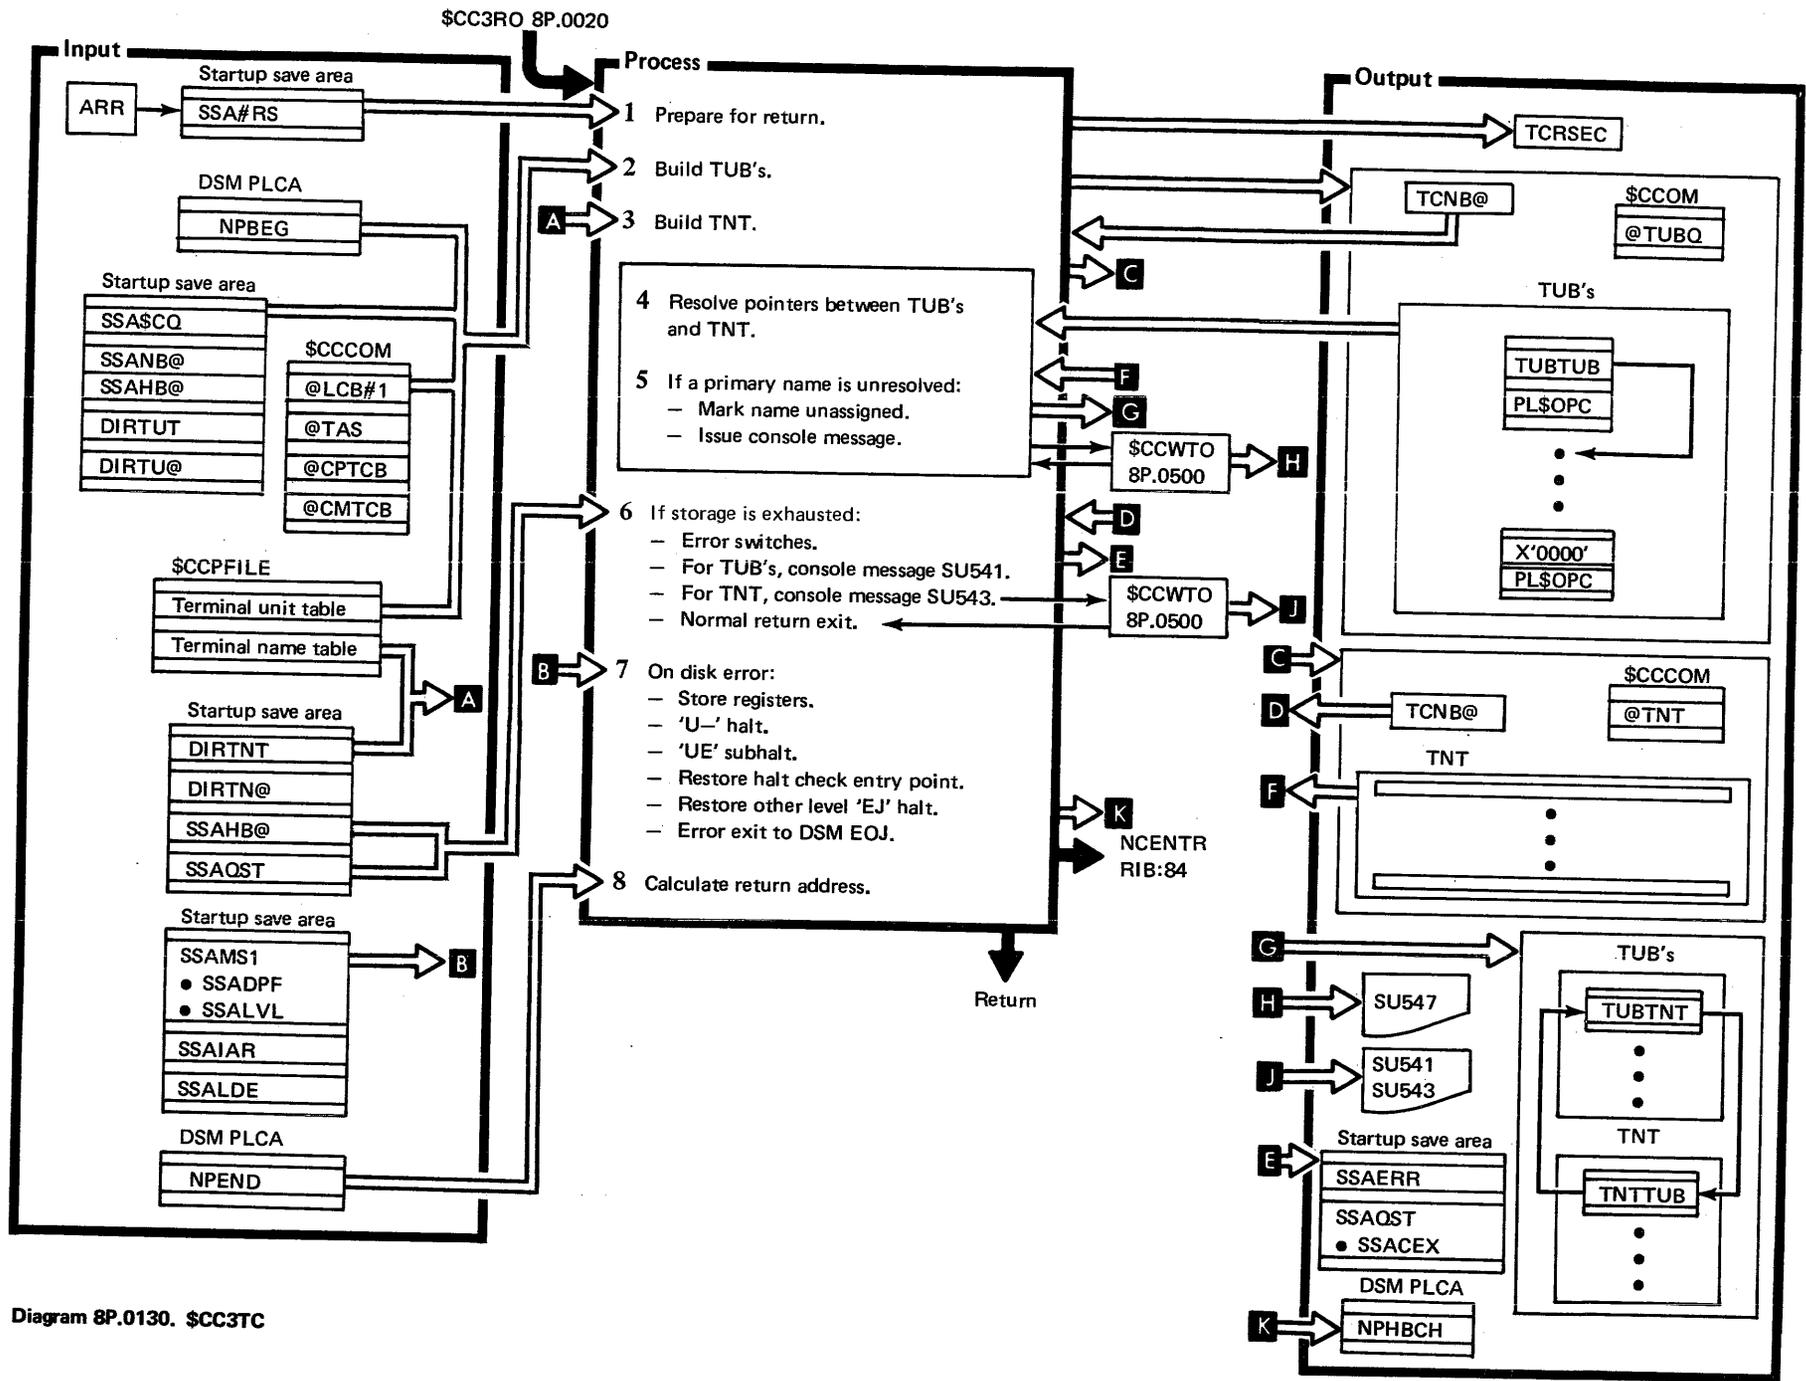 $CC3RO 8P.0020
Input
ARR
Startup save area
SSA#RS
DSM PLCA
NPBEG
Startup save area
SSA$CQ
SSANB@
SSAHB@
DIRTUT
DIRTU@
$CCCOM
@LCB#1
@TAS
@CPTCB
@CMTCB
$CCPFILE
Terminal unit table
Terminal name table
A
Startup save area
DIRTNT
DIRTN@
SSAHB@
SSAQST
Startup save area
SSAMS1
● SSADPF
● SSALVL
SSAIAR
SSALDE
B
DSM PLCA
NPEND
Process
1 Prepare for return.
2 Build TUB's.
A
3 Build TNT.
4 Resolve pointers between TUB's
and TNT.
5 If a primary name is unresolved:
— Mark name unassigned.
— Issue console message.
6 If storage is exhausted:
— Error switches.
— For TUB's, console message SU541.
— For TNT, console message SU543.
— Normal return exit.
B
7 On disk error:
— Store registers.
— 'U—' halt.
— 'UE' subhalt.
— Restore halt check entry point.
— Restore other level 'EJ' halt.
— Error exit to DSM EOJ.
8 Calculate return address.
Return
C
F
G
$CCWTO
8P.0500
H
D
E
$CCWTO
8P.0500
J
K
NCENTR
RIB:84
Output
TCRSEC
TCNB@
$CCOM
@TUBQ
TUB's
TUBTUB
PL$OPC
X'0000'
PL$OPC
C
$CCCOM
D
TCNB@
@TNT
TNT
F
G
TUB's
H
SU547
TUBTNT
J
SU541
SU543
TNT
E
Startup save area
SSAERR
SSAQST
● SSACEX
TNTTUB
DSM PLCA
K
NPHBCH
Diagram 8P.0130. $CC3TC